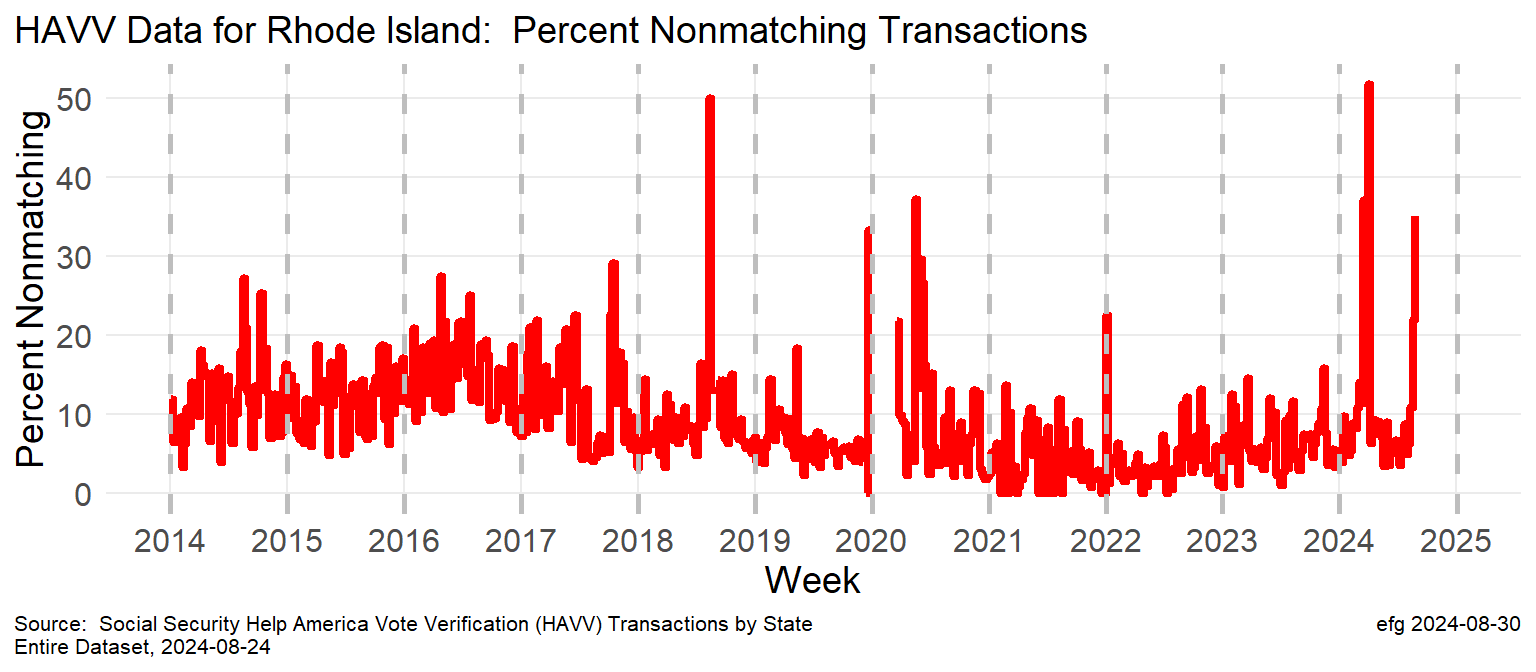 HAVV Data for Rhode Island:  Percent Nonmatching Transactions
Percent Nonmatching
50
40
30
20
10
0
2014 2015 2016 2017 2018 2019 2020 2021 2022 2023 2024 2025
Week
Source:  Social Security Help America Vote Verification (HAVV) Transactions by State
efg 2024-08-30
Entire Dataset, 2024-08-24